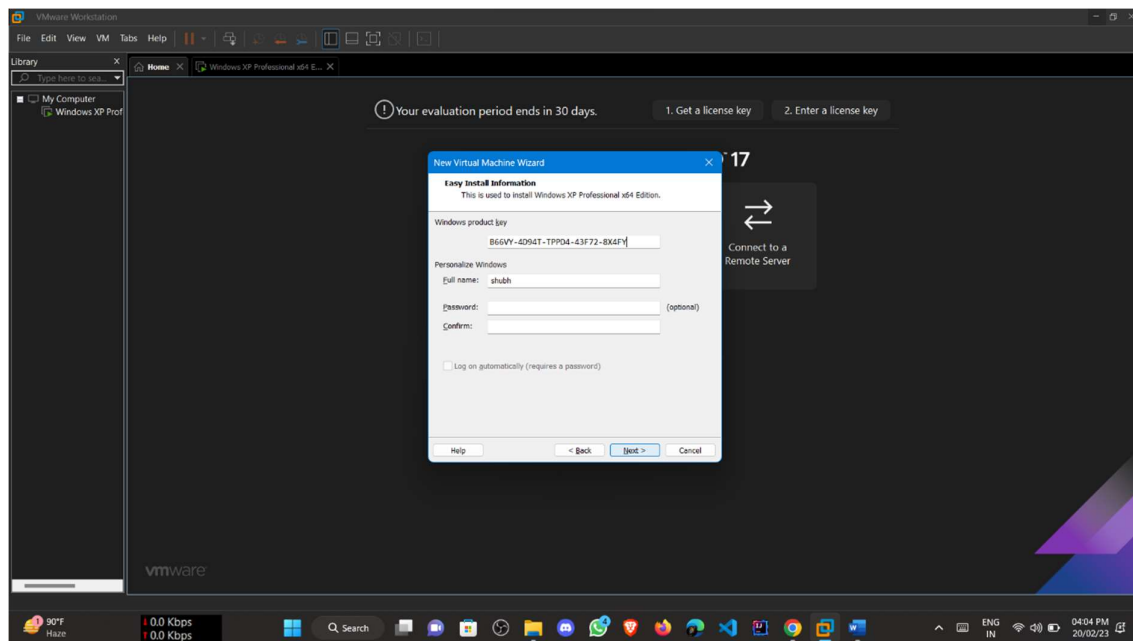 VMware Workstation
File Edit View VM Tabs Help
Library X
Type here to sea...
Home
Windows XP Professional x64 E...
My Computer
Windows XP Prof
Your evaluation period ends in 30 days.
1. Get a license key
2. Enter a license key
17
New Virtual Machine Wizard
Easy Install Information
This is used to install Windows XP Professional x64 Edition.
Windows product key
B66VY-4D94T-TPPD4-43F72-8X4FY
Personalize Windows
Full name: shubh
Password: (optional)
Confirm:
Log on automatically (requires a password)
Help < Back Next > Cancel
Connect to a
Remote Server
vmware
1
90°F
Haze
0.0 Kbps
0.0 Kbps
Search
ENG
IN
04:04 PM
20/02/23